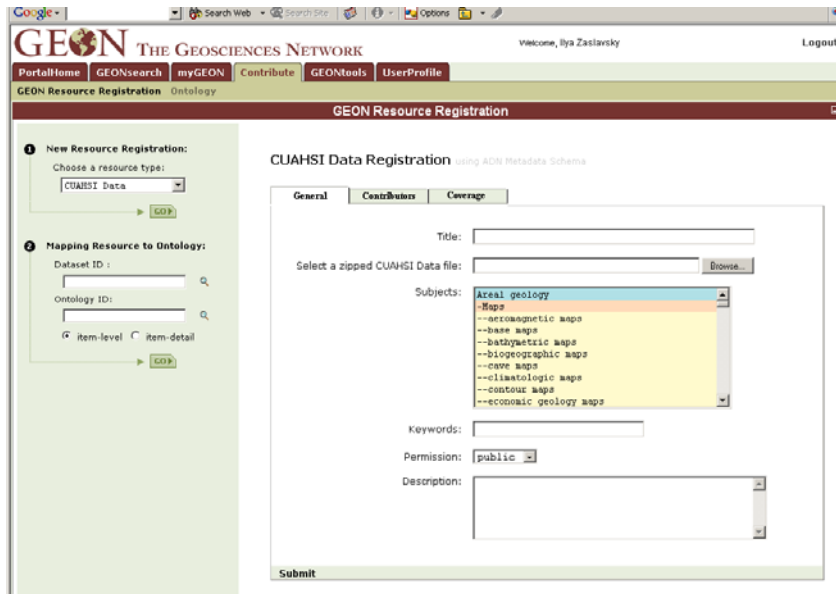 Google Search Web Search Site Options
GEON THE GEOSCIENCES NETWORK
Welcome, Ilya Zaslavsky Logout
PortalHome GEONsearch myGEON Contribute GEONtools UserProfile
GEON Resource Registration Ontology
GEON Resource Registration
1 New Resource Registration:
Choose a resource type:
CUAHSI Data
GO
2 Mapping Resource to Ontology:
Dataset ID :
Ontology ID:
item-level item-detail
GO
CUAHSI Data Registration using ADN Metadata Schema
General Contributors Coverage
Title:
Select a zipped CUAHSI Data file: Browse...
Subjects:
Areal geology
-Maps
--aeromagnetic maps
--base maps
--bathymetric maps
--biogeographic maps
--cave maps
--climatologic maps
--contour maps
--economic geology maps
Keywords:
Permission: public
Description:
Submit